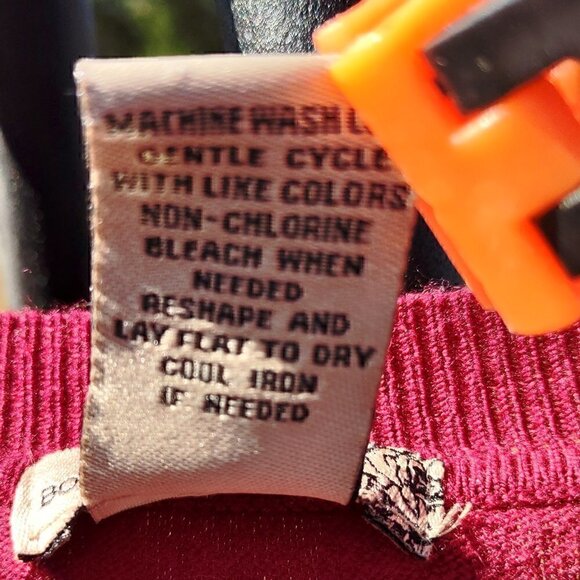 MACHINE WASH
GENTLE CYCLE
WITH LIKE COLORS
NON-CHLORINE
BLEACH WHEN
NEEDED
RESHAPE AND
LAY FLAT TO DRY
COOL IRON
IF NEEDED
BO